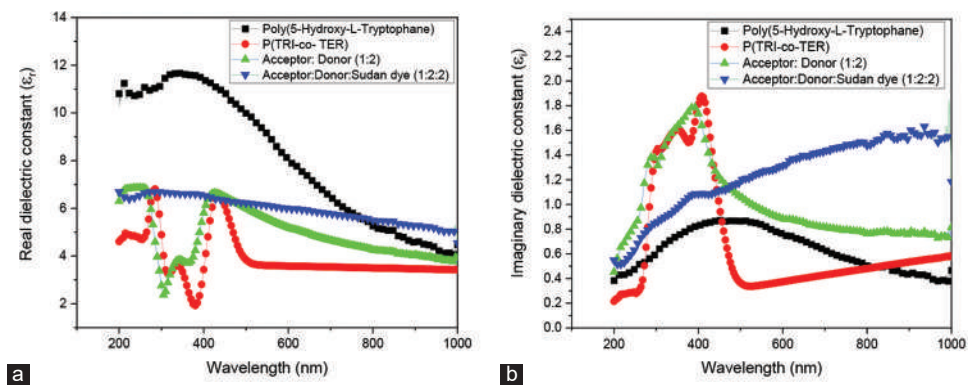 Real dielectric constant (εr)
14
12
10
8
6
4
2
200 400 600 800 1000
Wavelength (nm)
Poly(5-Hydroxy-L-Tryptophane)
P(TRI-co- TER)
Acceptor: Donor (1:2)
Acceptor:Donor:Sudan dye (1:2:2)
a
Imaginary dielectric constant (εi)
2.6
2.4
2.2
2.0
1.8
1.6
1.4
1.2
1.0
0.8
0.6
0.4
0.2
0.0
200 400 600 800 1000
Wavelength (nm)
Poly(5-Hydroxy-L-Tryptophane)
P(TRI-co-TER)
Acceptor: Donor (1:2)
Acceptor:Donor:Sudan dye (1:2:2)
b